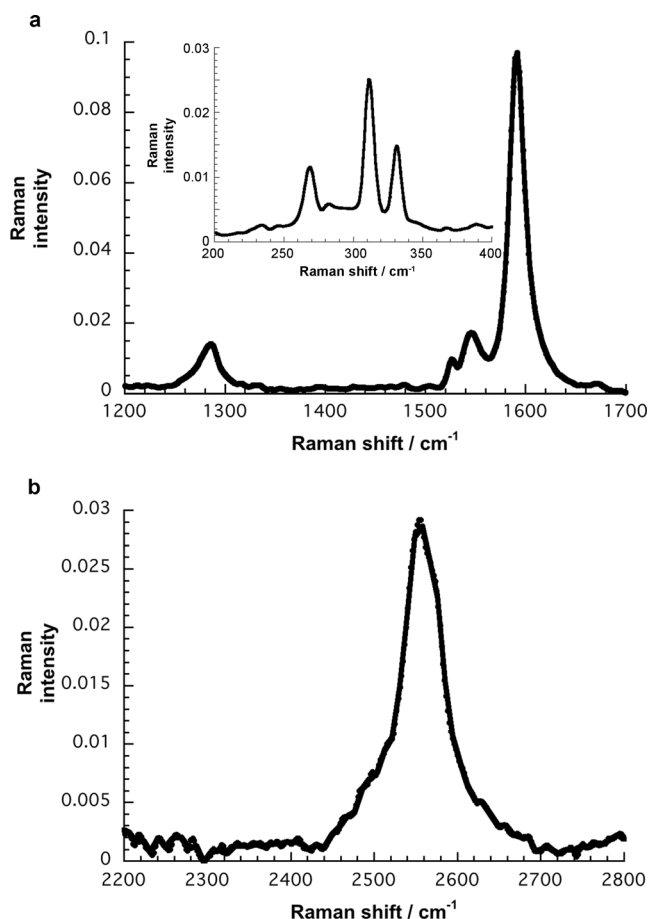 a
0.1
0.08
0.06
0.04
0.02
0
Raman
intensity
1200 1300 1400 1500 1600 1700
Raman shift / cm-1
0.03
0.02
0.01
0
Raman
intensity
200 250 300 350 400
Raman shift / cm-1
b
0.03
0.025
0.02
0.015
0.01
0.005
0
Raman
intensity
2200 2300 2400 2500 2600 2700 2800
Raman shift / cm-1